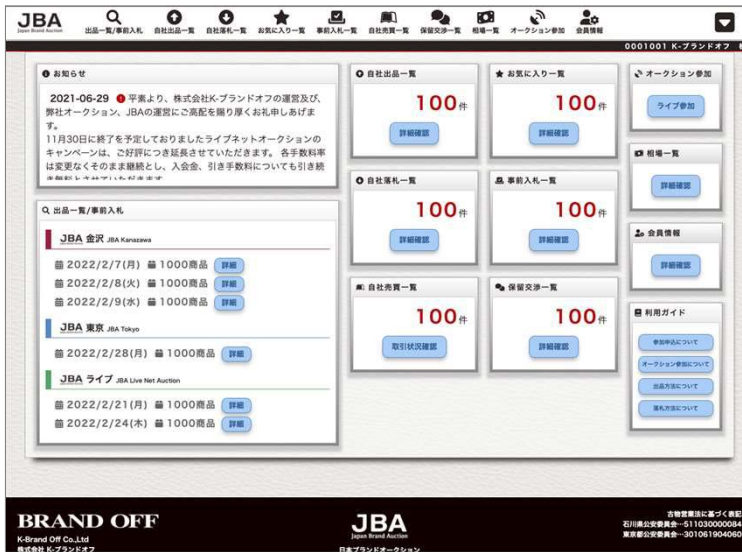 JBA
Japan Brand Auction
出品一覧/事前入札
自社出品一覧
自社落札一覧
お気に入り一覧
事前入札一覧
自社売買一覧
保留交渉一覧
相場一覧
オークション参加
会員情報
0001001 K-ブランドオフ
お知らせ
2021-06-29 平素より、株式会社K-ブランドオフの運営及び、
弊社オークション、JBAの運営にご高配を賜り厚くお礼申しあげま
す。
11月30日に終了を予定しておりましたライブネットオークションの
キャンペーンは、ご好評につき延長させていただきます。 各手数料率
は変更なくそのまま継続とし、入会金、引き手数料についても引き続
き無料とさせていただきます
出品一覧/事前入札
JBA 金沢 JBA Kanazawa
2022/2/7(月) 1000商品 詳細
2022/2/8(火) 1000商品 詳細
2022/2/9(水) 1000商品 詳細
JBA 東京 JBA Tokyo
2022/2/28(月) 1000商品 詳細
JBA ライブ JBA Live Net Auction
2022/2/21(月) 1000商品 詳細
2022/2/24(木) 1000商品 詳細
自社出品一覧
100件
詳細確認
お気に入り一覧
100件
詳細確認
自社落札一覧
100件
詳細確認
事前入札一覧
100件
詳細確認
自社売買一覧
100件
取引状況確認
保留交渉一覧
100件
詳細確認
オークション参加
ライブ参加
相場一覧
詳細確認
会員情報
詳細確認
利用ガイド
参加申込について
オークション参加について
出品方法について
落札方法について
BRAND OFF
K-Brand Off Co.,Ltd
株式会社 K-ブランドオフ
JBA
Japan Brand Auction
日本ブランドオークション
古物営業法に基づく表記
石川県公安委員会…511030000084
東京都公安委員会…301061904060